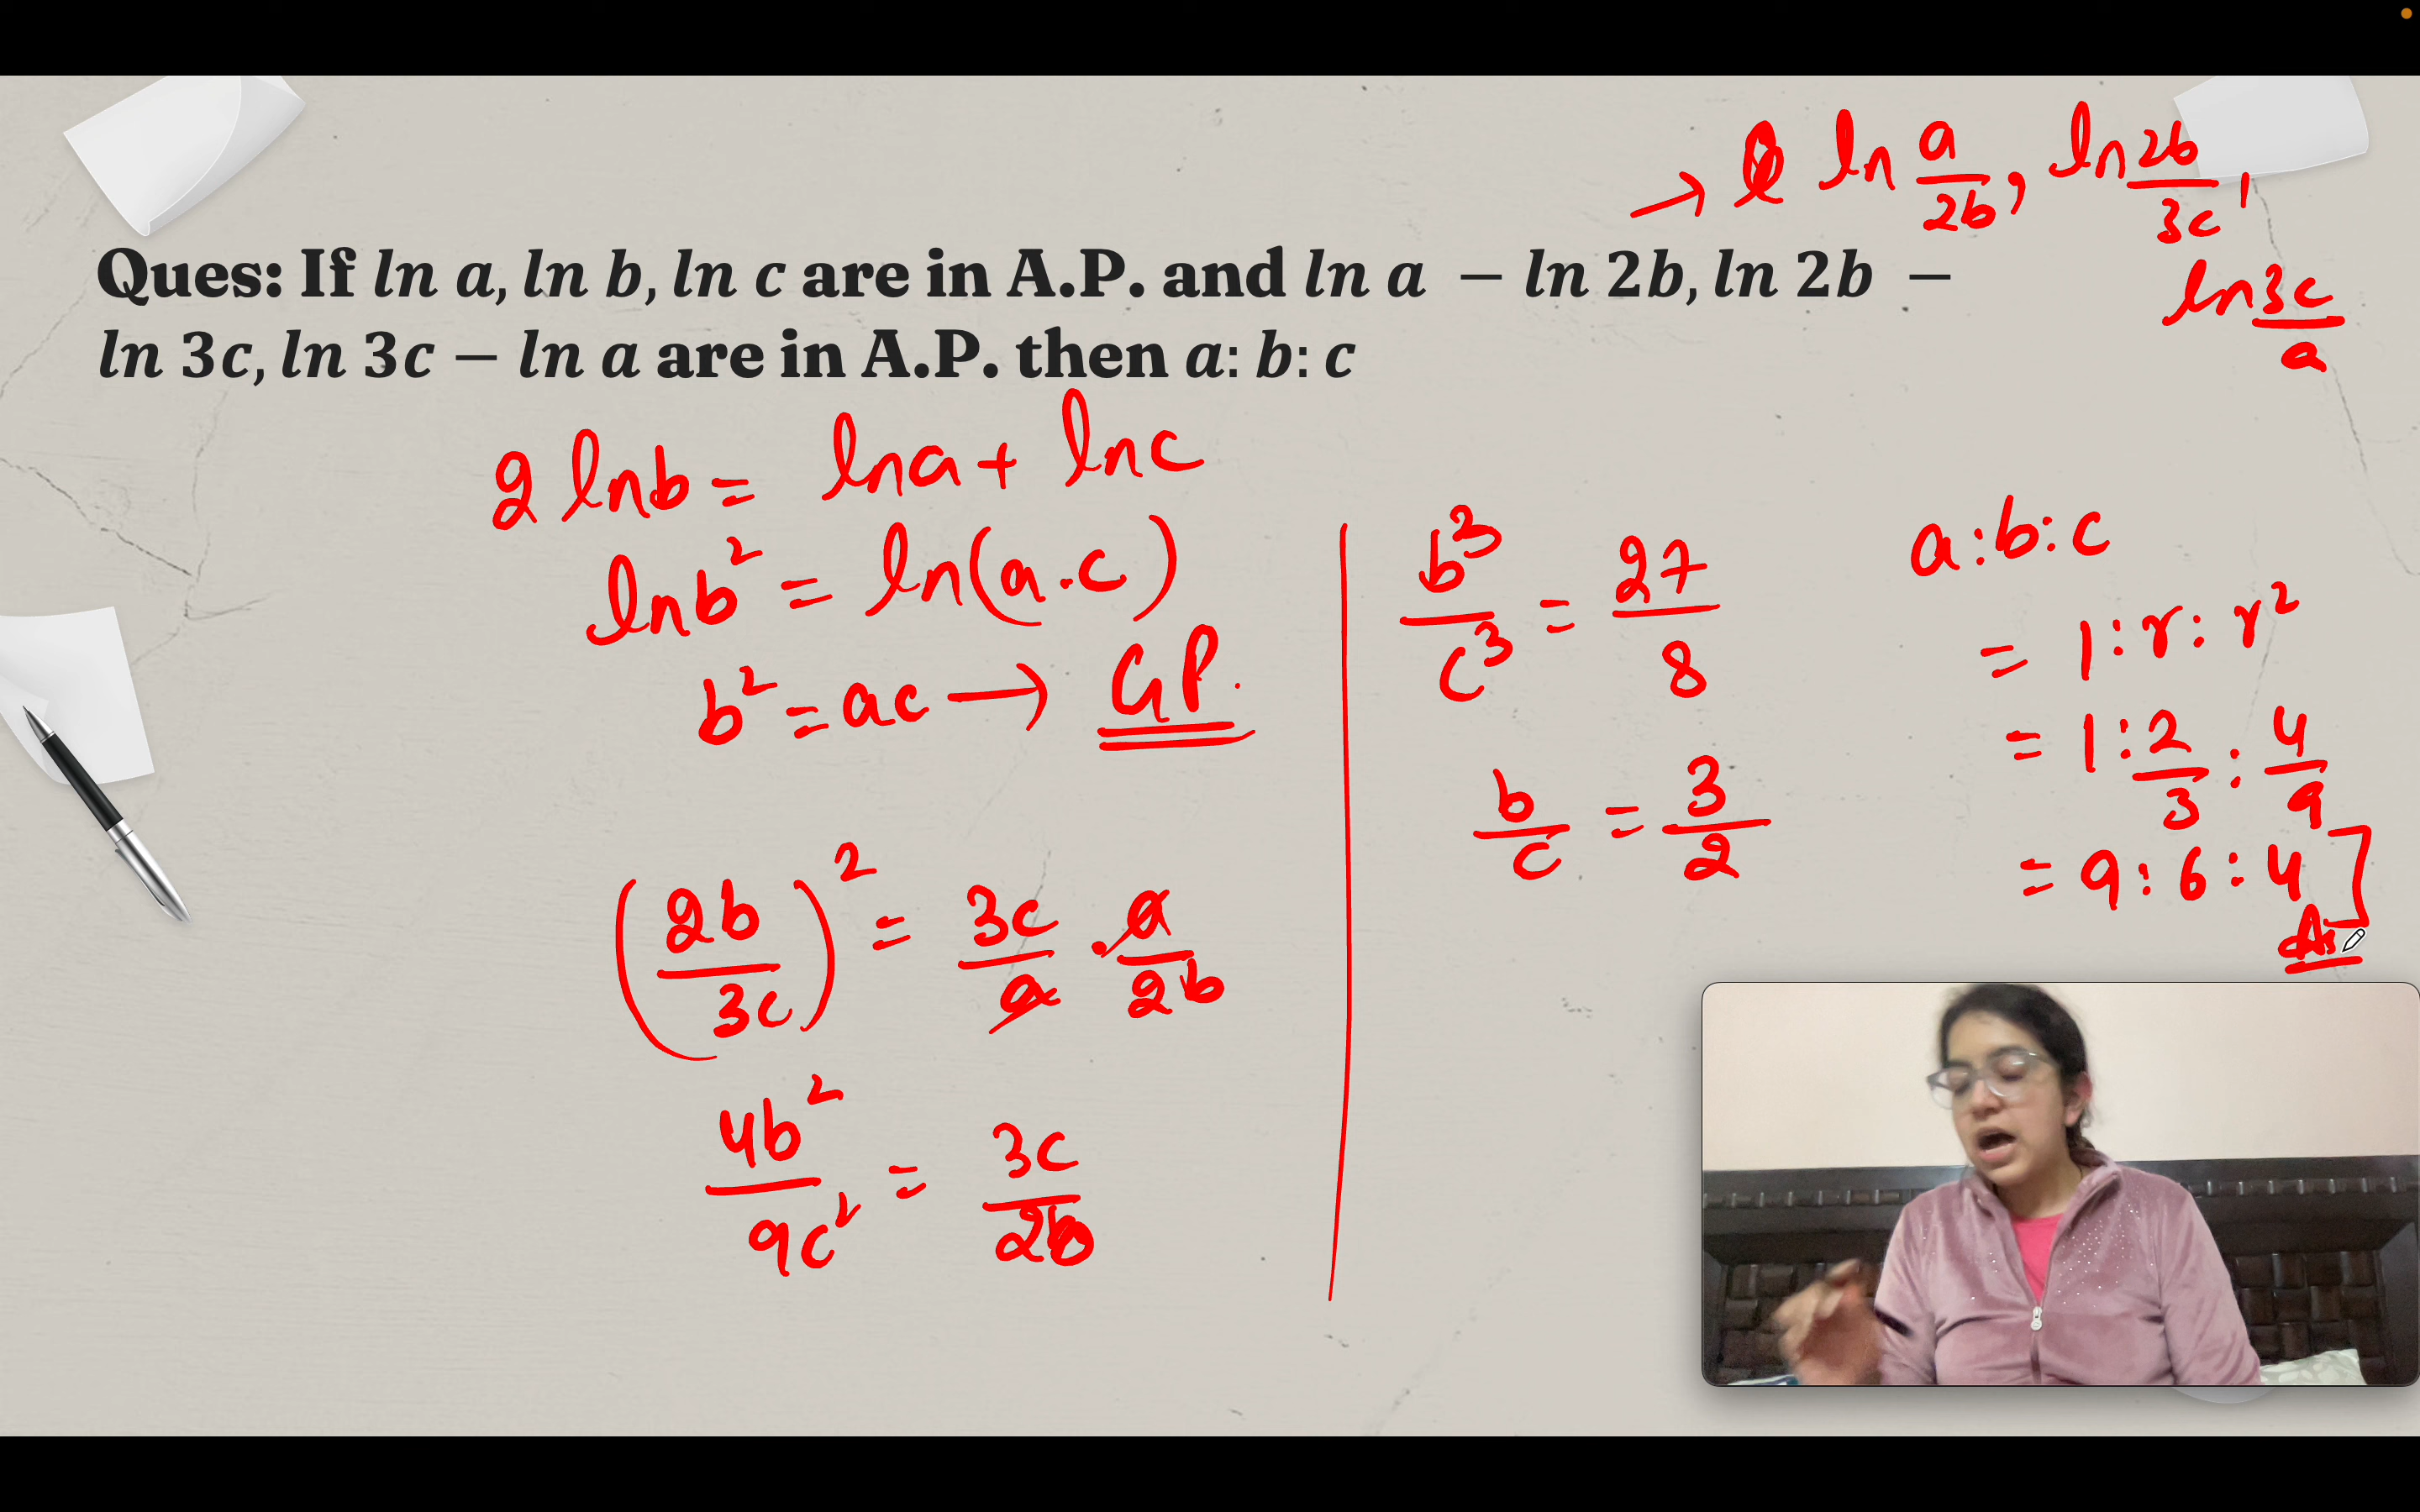 Ques: If ln a, ln b, ln c are in A.P. and ln a − ln 2b, ln 2b −
ln 3c, ln 3c − ln a are in A.P. then a: b: c
→ ln a/2b, ln 2b/3c,
ln 3c/a
2 lnb = lna + lnc
lnb² = ln(a.c)
b² = ac → GP.
(2b/3c)² = 3c/a . a/2b
4b²/9c² = 3c/2b
b³/c³ = 27/8
b/c = 3/2
a:b:c
= 1:r:r²
= 1:2/3:4/9
= 9:6:4]